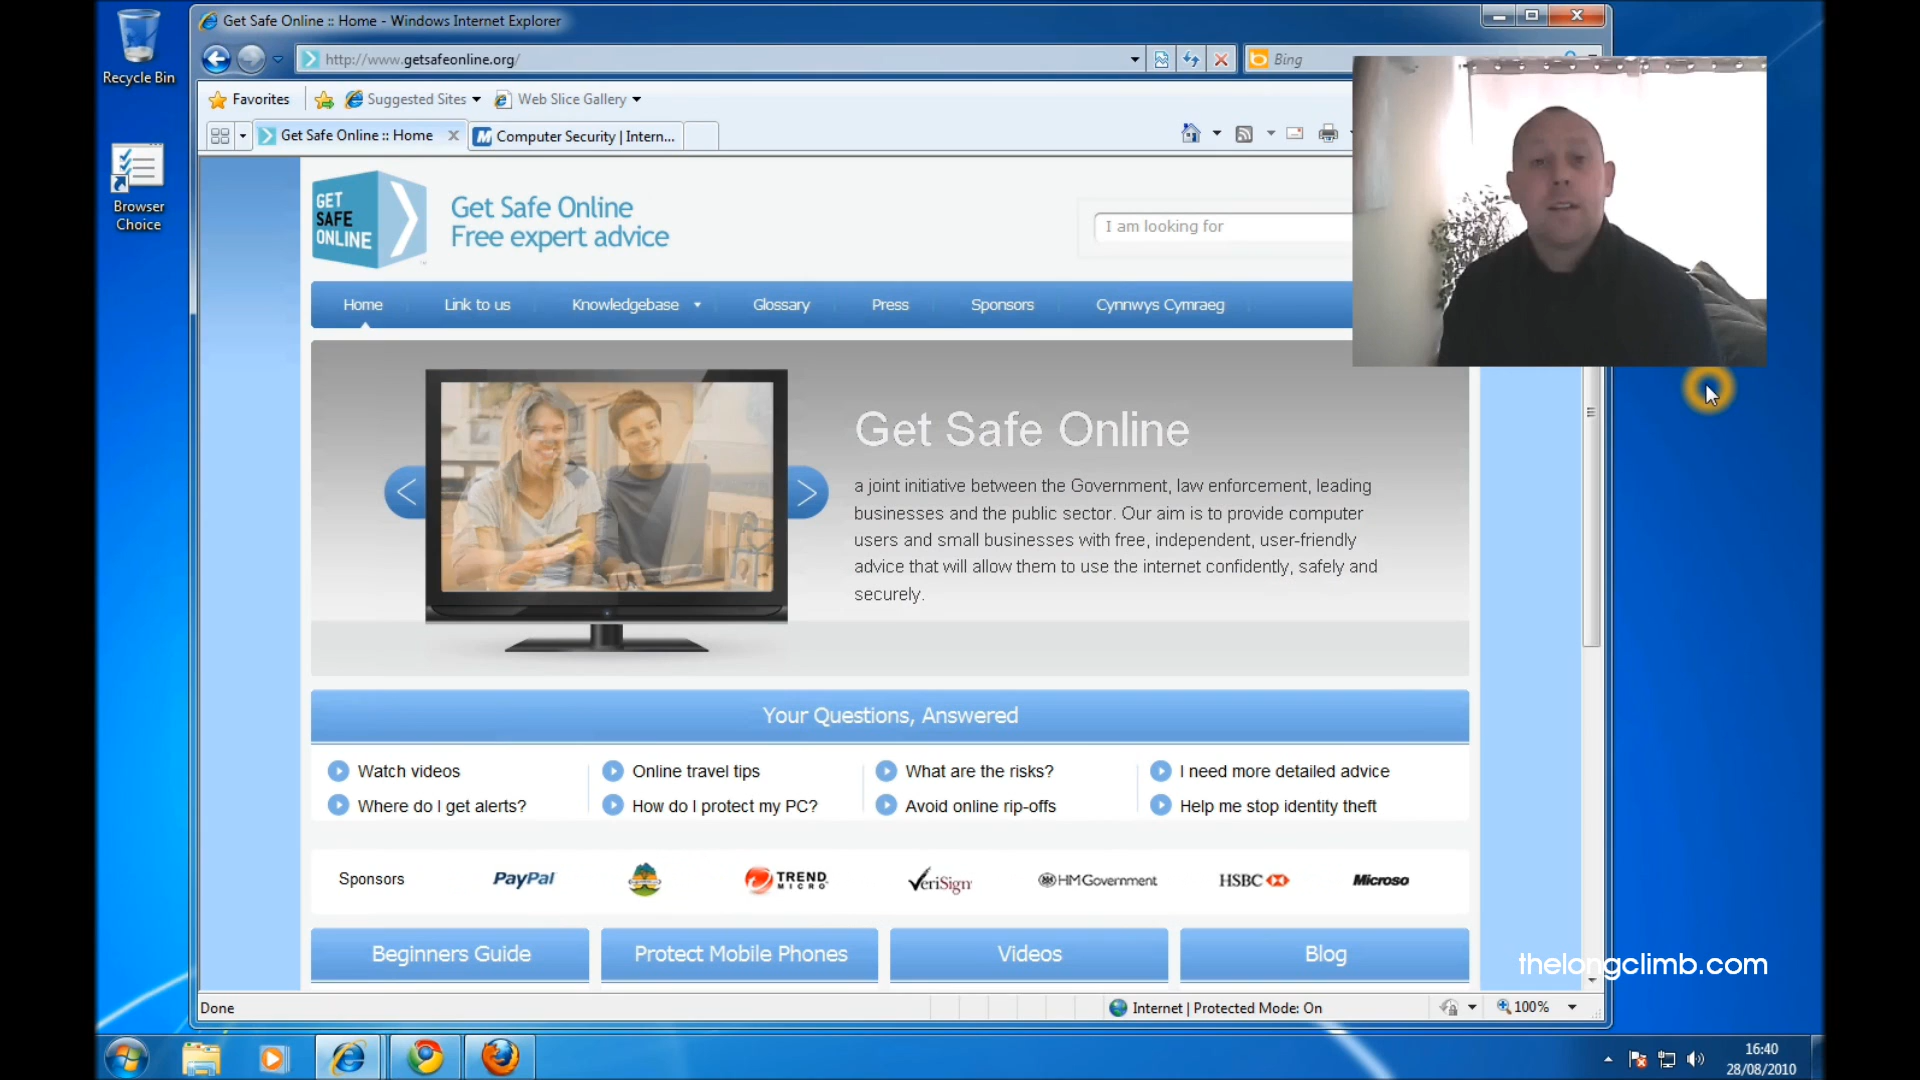 Recycle Bin
Browser
Choice
Get Safe Online :: Home - Windows Internet Explorer
http://www.getsafeonline.org/
Bing
Favorites
Suggested Sites
Web Slice Gallery
Get Safe Online :: Home
Computer Security | Intern...
GET
SAFE
ONLINE
Get Safe Online
Free expert advice
I am looking for
Home
Link to us
Knowledgebase
Glossary
Press
Sponsors
Cynnwys Cymraeg
Get Safe Online
a joint initiative between the Government, law enforcement, leading
businesses and the public sector. Our aim is to provide computer
users and small businesses with free, independent, user-friendly
advice that will allow them to use the internet confidently, safely and
securely.
Your Questions, Answered
Watch videos
Online travel tips
What are the risks?
I need more detailed advice
Where do I get alerts?
How do I protect my PC?
Avoid online rip-offs
Help me stop identity theft
Sponsors
PayPal
TREND
MICRO
VeriSign
HM Government
HSBC
Microso
Beginners Guide
Protect Mobile Phones
Videos
Blog
thelongclimb.com
Done
Internet | Protected Mode: On
100%
16:40
28/08/2010